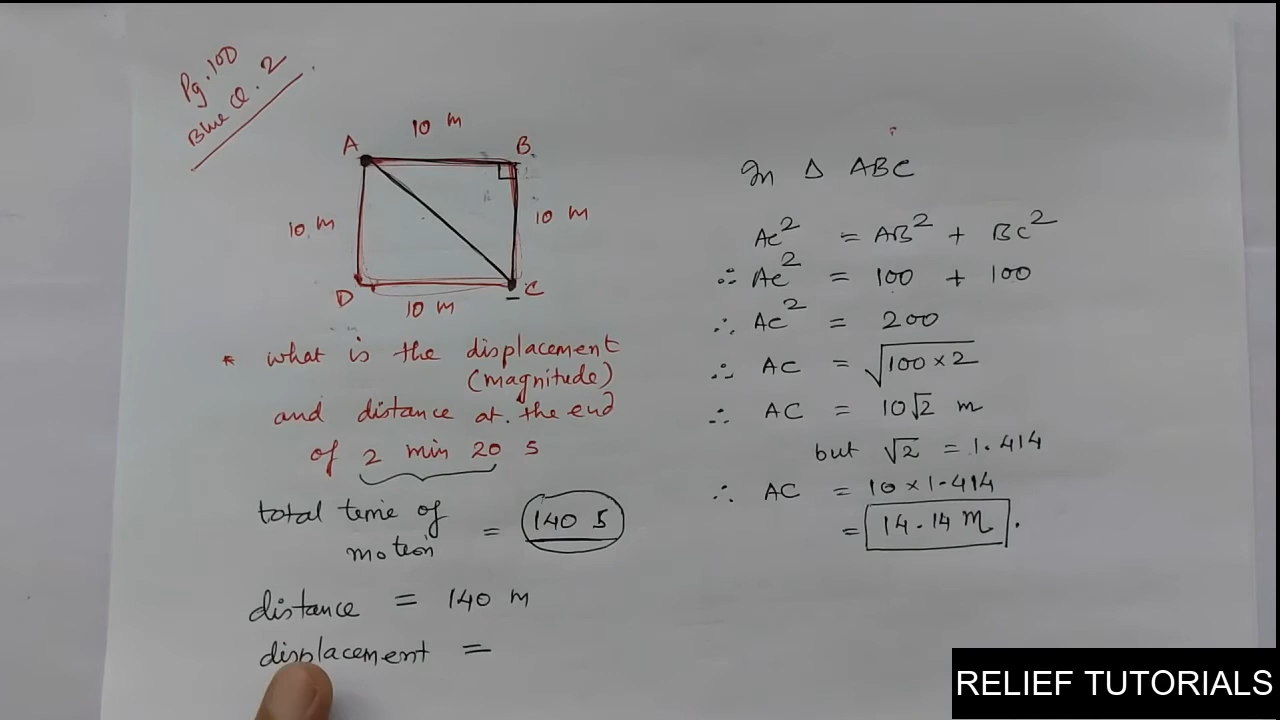 Pg. 100
Blue Q. 2
10 m
A
B
10 m
10 m
D
C
10 m
* what is the displacement
(magnitude)
and distance at. the end
of 2 min 20 s
total time of
motion = 140 s
distance = 140 m
displacement =
In Δ ABC
AC² = AB² + BC²
∴ AC² = 100 + 100
∴ AC² = 200
∴ AC = √100 × 2
∴ AC = 10√2 m
but √2 = 1.414
∴ AC = 10 × 1.414
= 14.14 m.
RELIEF TUTORIALS